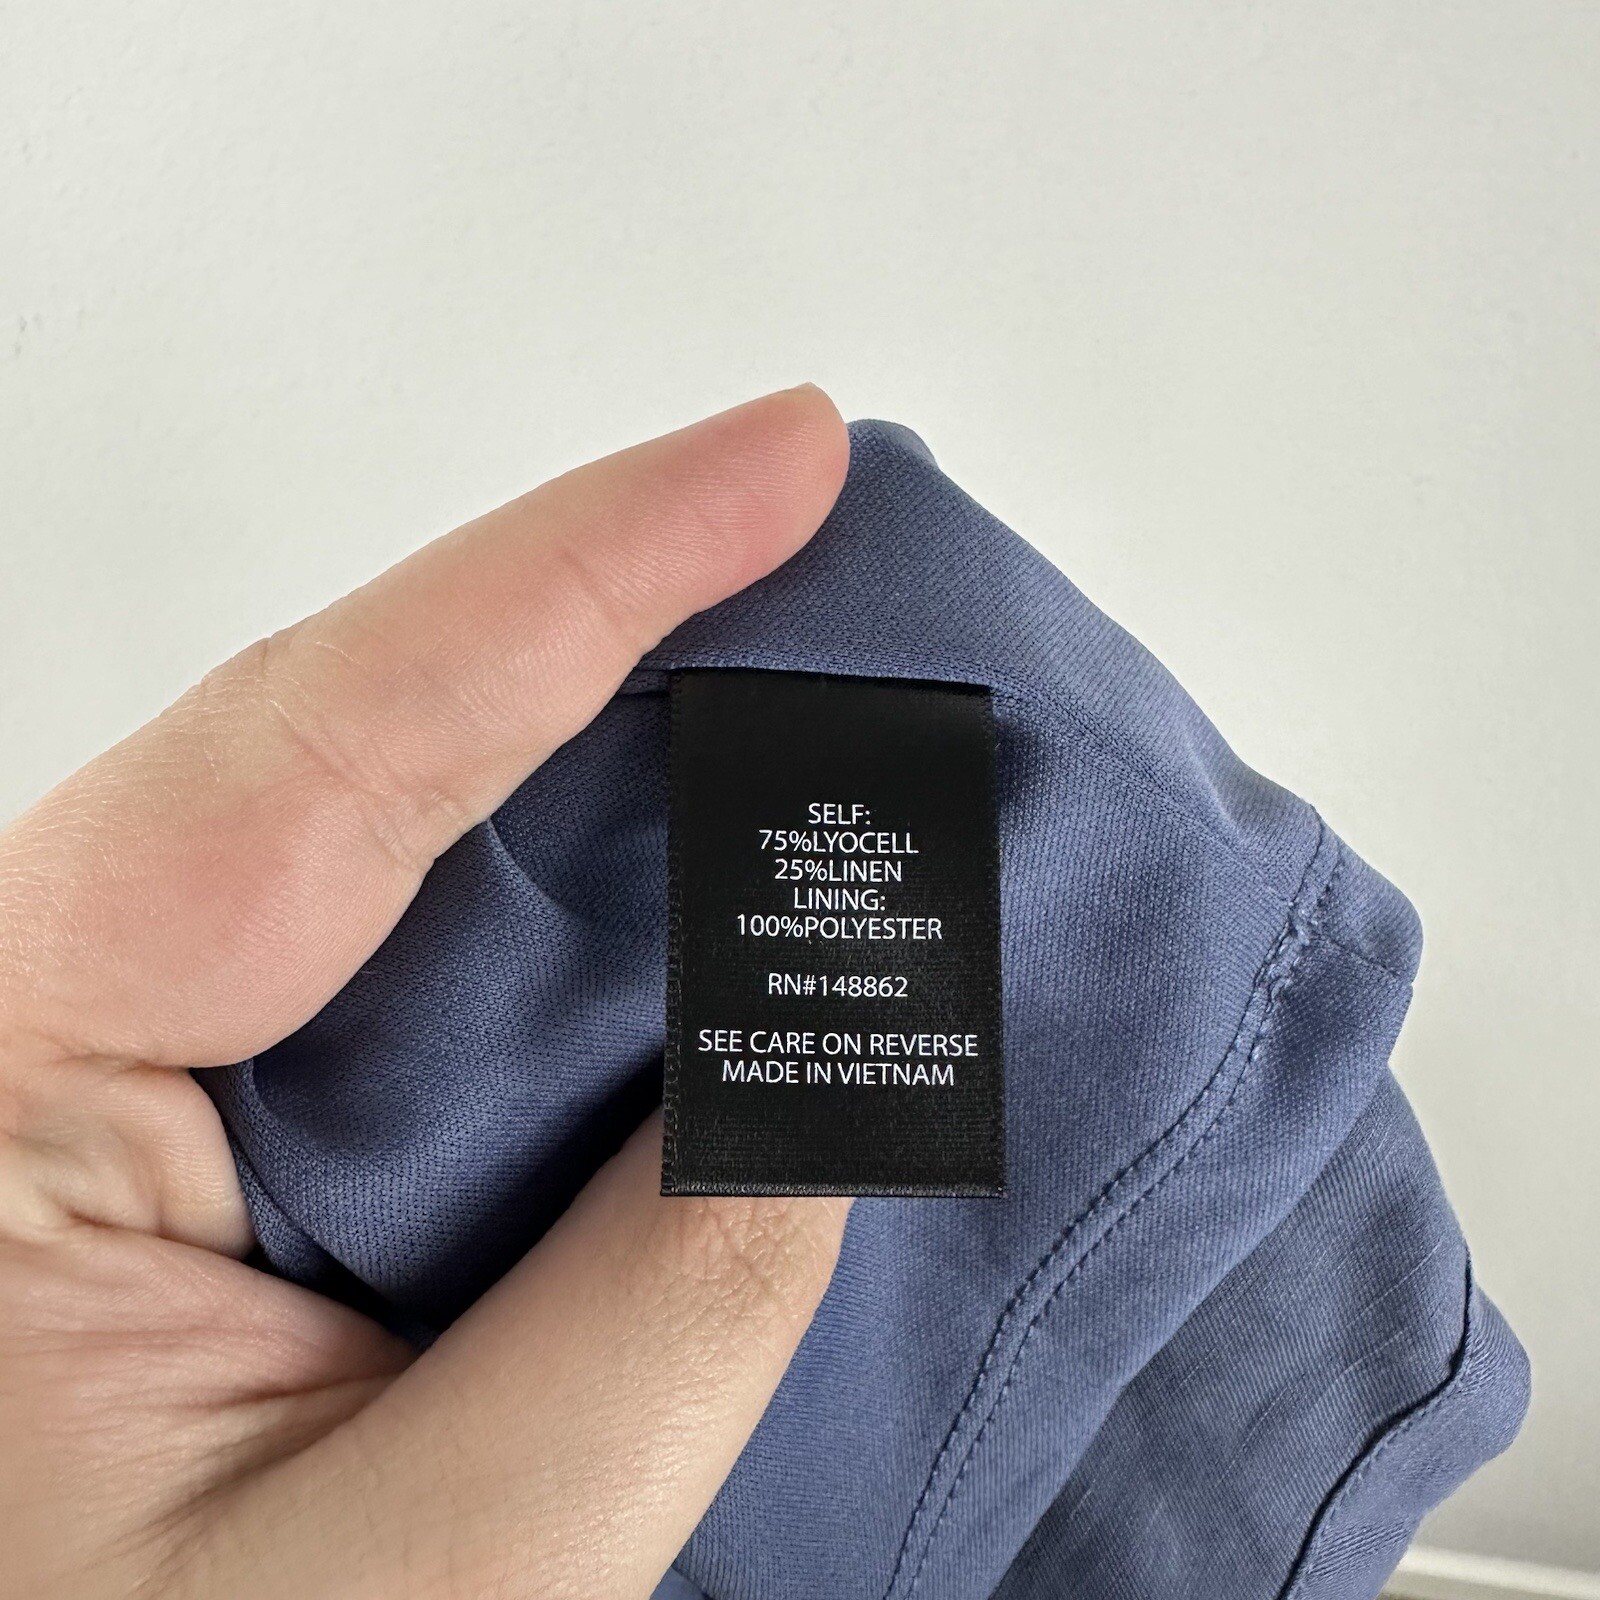 SELF:
75%LYOCELL
25%LINEN
LINING:
100%POLYESTER
RN#148862
SEE CARE ON REVERSE
MADE IN VIETNAM